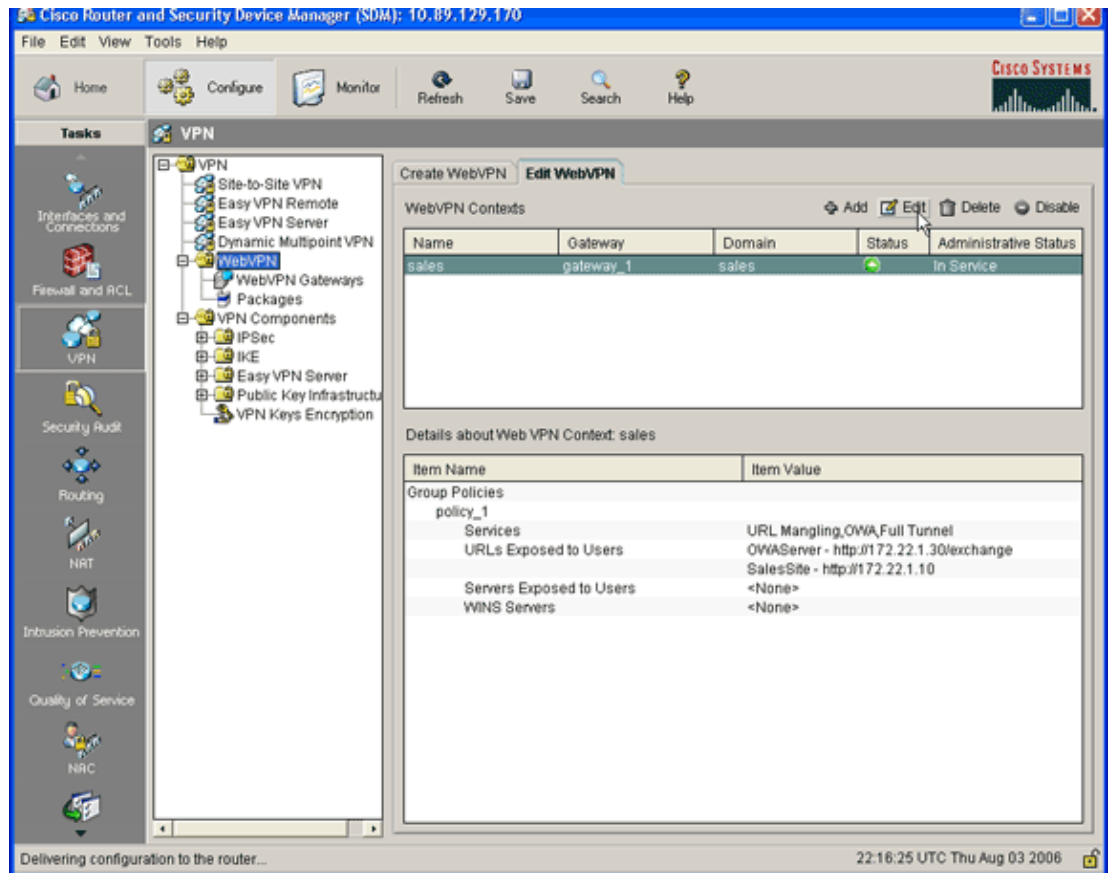 Cisco Router and Security Device Manager (SDM): 10.89.129.170
File Edit View Tools Help
Home Configure Monitor Refresh Save Search Help
CISCO SYSTEMS
Tasks
VPN
Interfaces and Connections
Firewall and ACL
VPN
Security Audit
Routing
NAT
Intrusion Prevention
Quality of Service
NAC
VPN
Site-to-Site VPN
Easy VPN Remote
Easy VPN Server
Dynamic Multipoint VPN
WebVPN
WebVPN Gateways
Packages
VPN Components
IPSec
IKE
Easy VPN Server
Public Key Infrastructu
VPN Keys Encryption
Create WebVPN Edit WebVPN
WebVPN Contexts Add Edit Delete Disable
Name Gateway Domain Status Administrative Status
sales gateway_1 sales In Service
Details about Web VPN Context: sales
Item Name Item Value
Group Policies
policy_1
Services URL Mangling,OWA,Full Tunnel
URLs Exposed to Users OWAServer - http://172.22.1.30/exchange
SalesSite - http://172.22.1.10
Servers Exposed to Users <None>
WINS Servers <None>
Delivering configuration to the router... 22:16:25 UTC Thu Aug 03 2006